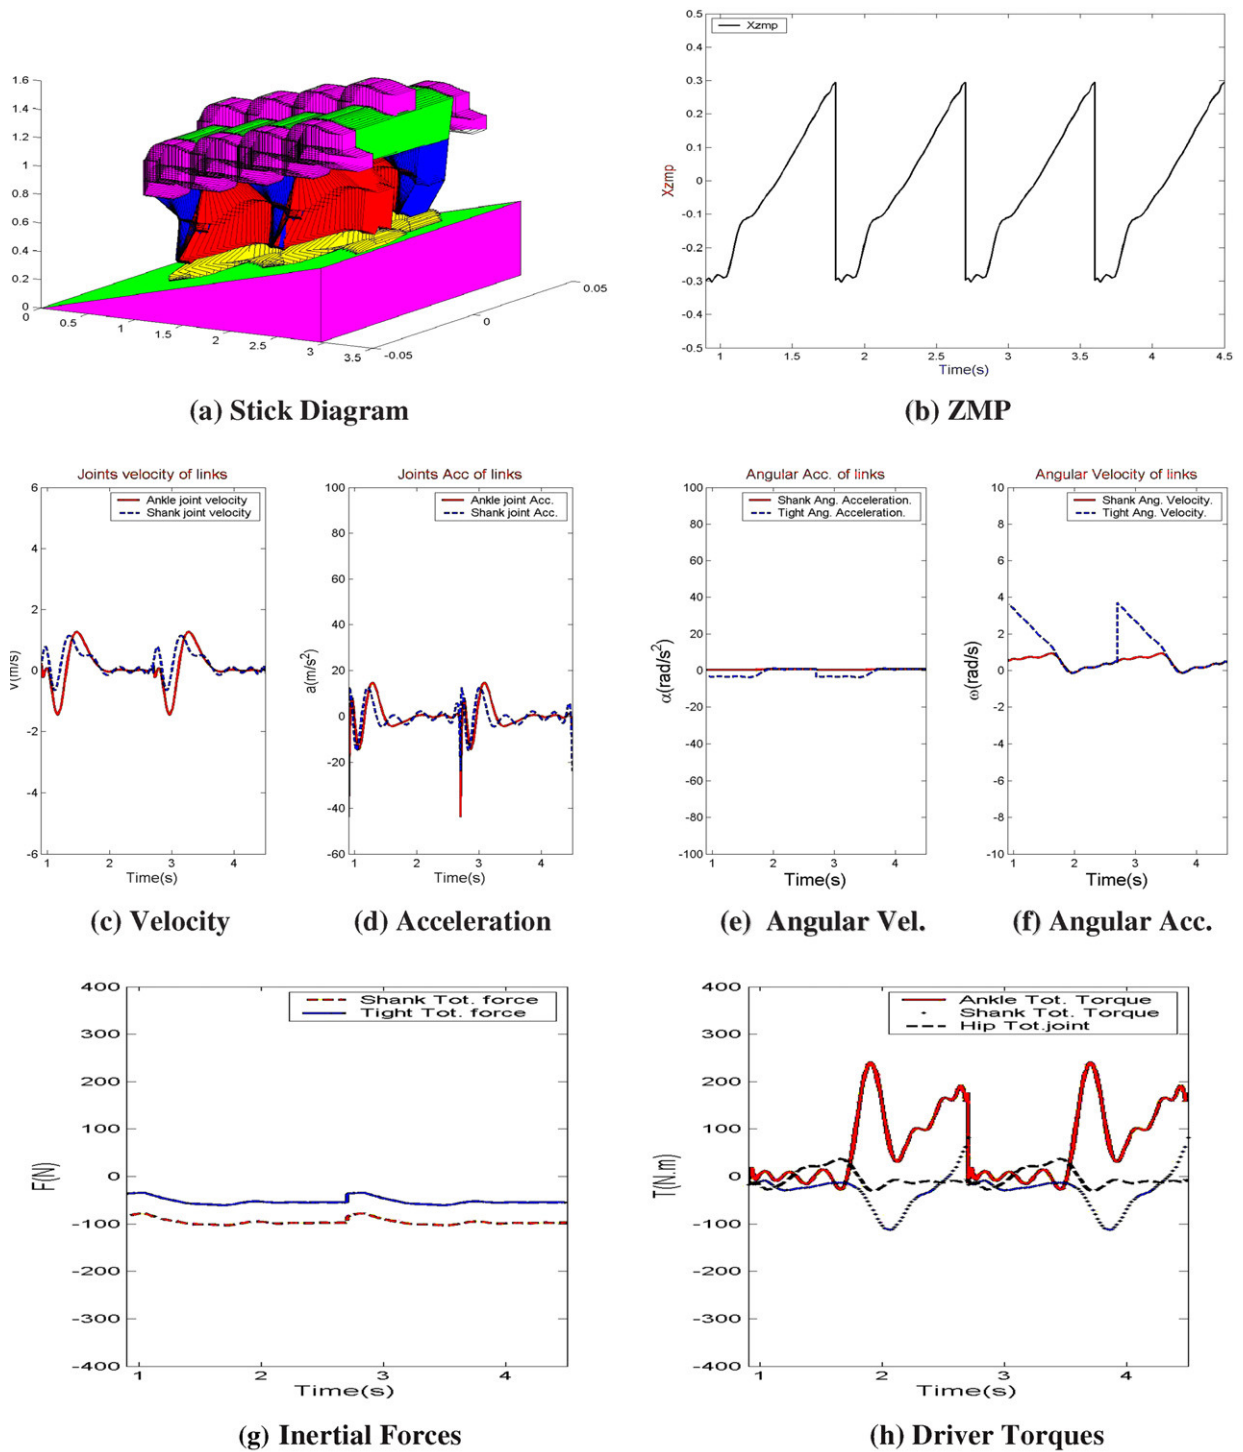 1.6
1.4
1.2
1
0.8
0.6
0.4
0.2
0
0
0.5
1
1.5
2
2.5
3
3.5
-0.05
0
0.05
(a) Stick Diagram
Xzmp
0.5
0.4
0.3
0.2
0.1
0
-0.1
-0.2
-0.3
-0.4
-0.5
Xzmp
1 1.5 2 2.5 3 3.5 4 4.5
Time(s)
(b) ZMP
Joints velocity of links
Ankle joint velocity
Shank joint velocity
6
4
2
0
-2
-4
-6
v(m/s)
1 2 3 4
Time(s)
(c) Velocity
Joints Acc of links
Ankle joint Acc.
Shank joint Acc.
100
80
60
40
20
0
-20
-40
-60
a(m/s²)
1 2 3 4
Time(s)
(d) Acceleration
Angular Acc. of links
Shank Ang. Acceleration.
Tight Ang. Acceleration.
100
80
60
40
20
0
-20
-40
-60
-80
-100
α(rad/s²)
1 2 3 4
Time(s)
(e) Angular Vel.
Angular Velocity of links
Shank Ang. Velocity.
Tight Ang. Velocity.
10
8
6
4
2
0
-2
-4
-6
-8
-10
ω(rad/s)
1 2 3 4
Time(s)
(f) Angular Acc.
Shank Tot. force
Tight Tot. force
400
300
200
100
0
-100
-200
-300
-400
F(N)
1 2 3 4
Time(s)
(g) Inertial Forces
Ankle Tot. Torque
Shank Tot. Torque
Hip Tot.joint
400
300
200
100
0
-100
-200
-300
-400
T(N.m)
1 2 3 4
Time(s)
(h) Driver Torques